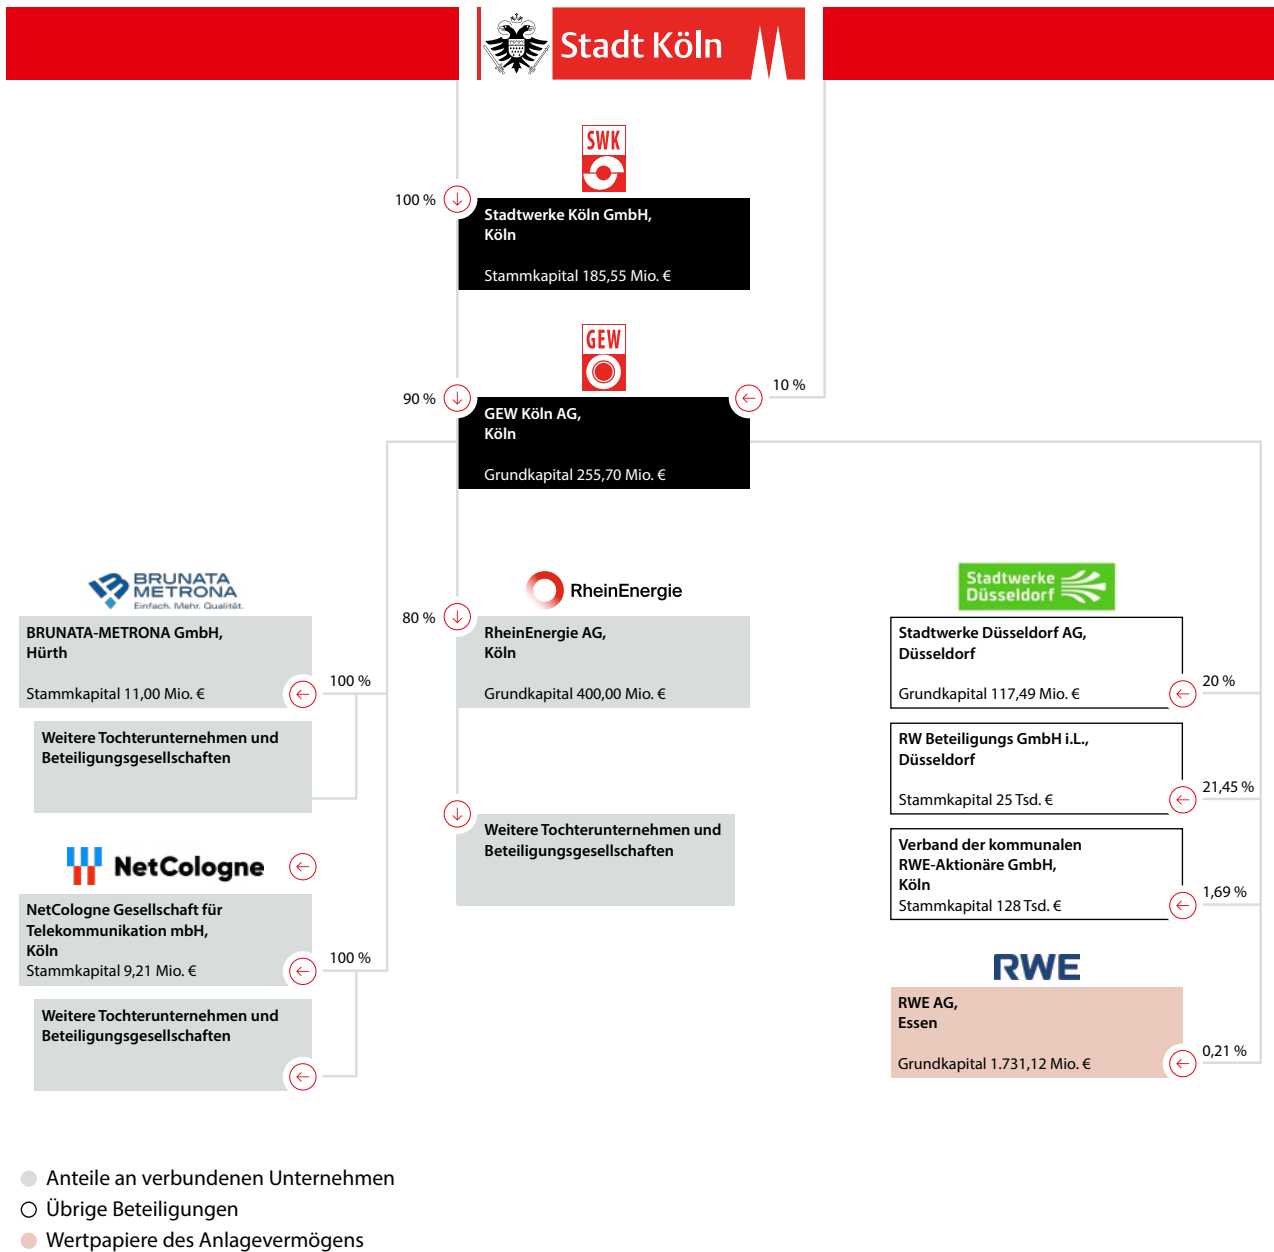 Stadt Köln
SWK
100 %
Stadtwerke Köln GmbH,
Köln
Stammkapital 185,55 Mio. €
GEW
90 %
10 %
GEW Köln AG,
Köln
Grundkapital 255,70 Mio. €
BRUNATA
METRONA
Einfach. Mehr. Qualität.
BRUNATA-METRONA GmbH,
Hürth
Stammkapital 11,00 Mio. €
100 %
Weitere Tochterunternehmen und
Beteiligungsgesellschaften
NetCologne
NetCologne Gesellschaft für
Telekommunikation mbH,
Köln
Stammkapital 9,21 Mio. €
100 %
Weitere Tochterunternehmen und
Beteiligungsgesellschaften
RheinEnergie
80 %
RheinEnergie AG,
Köln
Grundkapital 400,00 Mio. €
Weitere Tochterunternehmen und
Beteiligungsgesellschaften
Stadtwerke
Düsseldorf
Stadtwerke Düsseldorf AG,
Düsseldorf
Grundkapital 117,49 Mio. €
20 %
RW Beteiligungs GmbH i.L.,
Düsseldorf
Stammkapital 25 Tsd. €
21,45 %
Verband der kommunalen
RWE-Aktionäre GmbH,
Köln
Stammkapital 128 Tsd. €
1,69 %
RWE
RWE AG,
Essen
Grundkapital 1.731,12 Mio. €
0,21 %
Anteile an verbundenen Unternehmen
Übrige Beteiligungen
Wertpapiere des Anlagevermögens